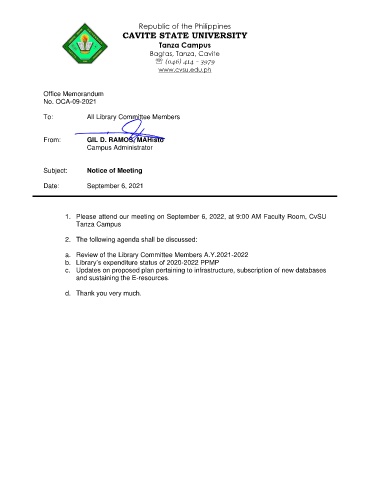 Republic of the Philippines
CAVITE STATE UNIVERSITY
Tanza Campus
Bagtas, Tanza, Cavite
☏ (046) 414 – 3979
www.cvsu.edu.ph
Office Memorandum
No. OCA-09-2021
To: All Library Committee Members
From: GIL D. RAMOS, MAHisto
Campus Administrator
Subject: Notice of Meeting
Date: September 6, 2021
1. Please attend our meeting on September 6, 2022, at 9:00 AM Faculty Room, CvSU
Tanza Campus
2. The following agenda shall be discussed:
a. Review of the Library Committee Members A.Y.2021-2022
b. Library's expenditure status of 2020-2022 PPMP
c. Updates on proposed plan pertaining to infrastructure, subscription of new databases
and sustaining the E-resources.
d. Thank you very much.